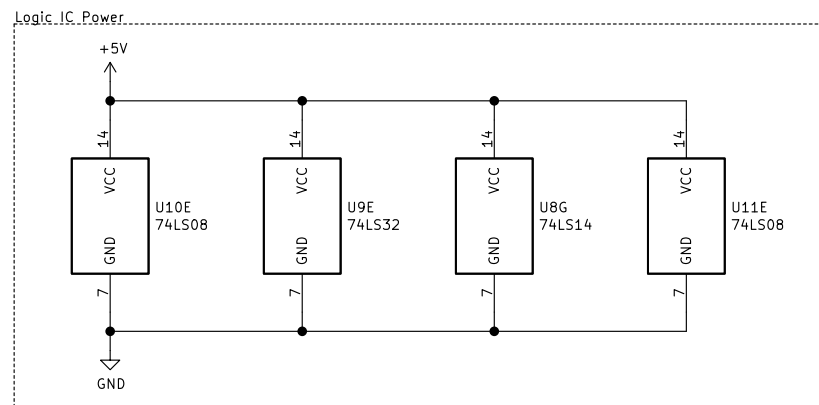 Logic IC Power
+5V
14
14
14
14
VCC
VCC
VCC
VCC
U10E
74LS08
U9E
74LS32
U8G
74LS14
U11E
74LS08
GND
GND
GND
GND
7
7
7
7
GND